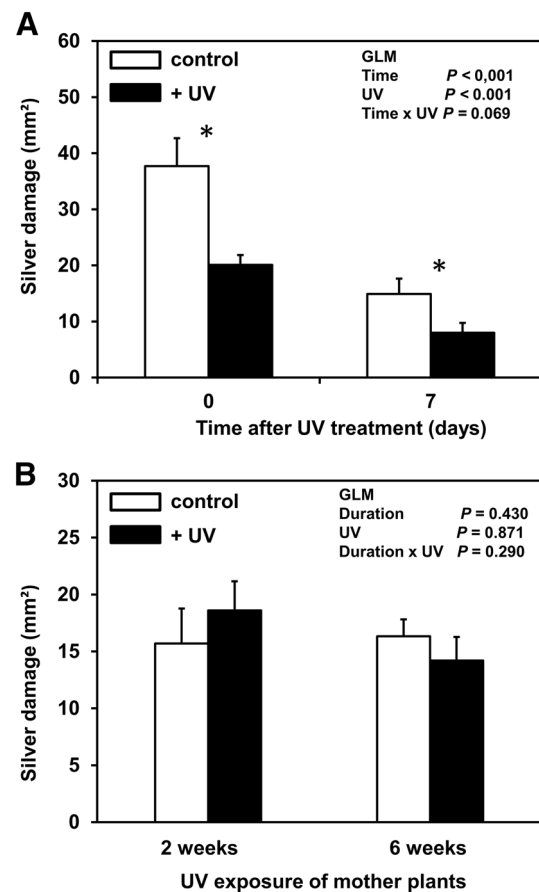 A
60
50
40
30
20
10
0
Silver damage (mm²)
control
+ UV
GLM
Time P < 0,001
UV P < 0.001
Time x UV P = 0.069
*
*
0 7
Time after UV treatment (days)
B
30
25
20
15
10
5
0
Silver damage (mm²)
control
+ UV
GLM
Duration P = 0.430
UV P = 0.871
Duration x UV P = 0.290
2 weeks 6 weeks
UV exposure of mother plants